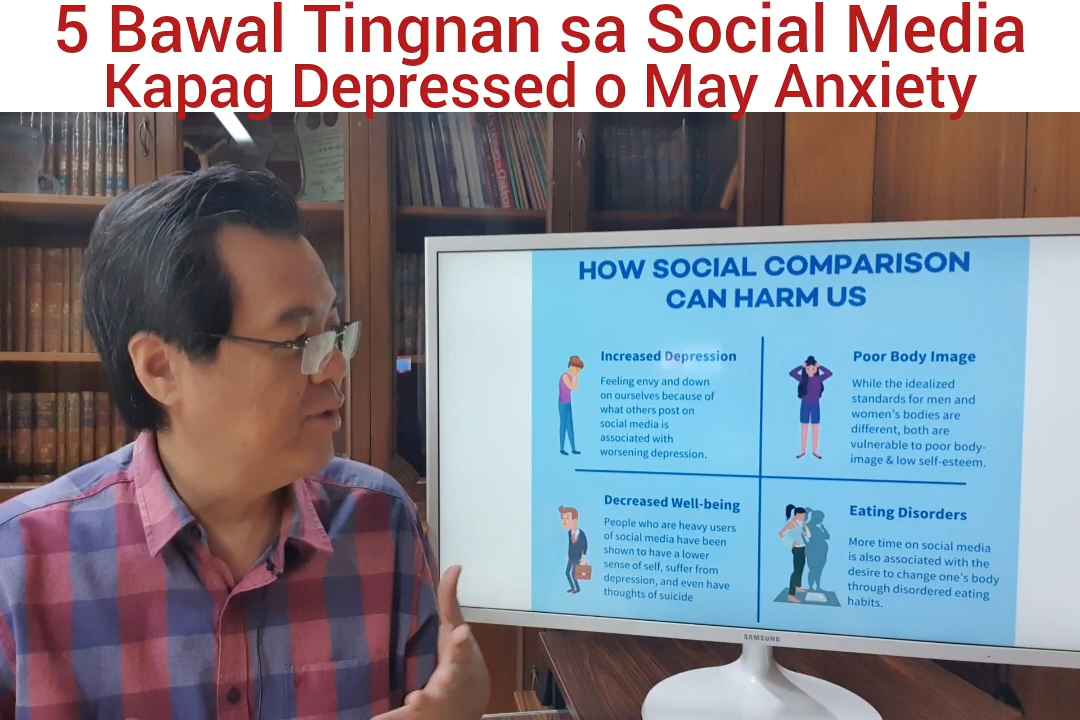 5 Bawal Tingnan sa Social Media
Kapag Depressed o May Anxiety
HOW SOCIAL COMPARISON
CAN HARM US
Increased Depression
Feeling envy and down
on ourselves because of
what others post on
social media is
associated with
worsening depression.
Poor Body Image
While the idealized
standards for men and
women's bodies are
different, both are
vulnerable to poor body-
image & low self-esteem.
Decreased Well-being
People who are heavy users
of social media have been
shown to have a lower
sense of self, suffer from
depression, and even have
thoughts of suicide
Eating Disorders
More time on social media
is also associated with the
desire to change one's body
through disordered eating
habits.
SAMSUNG